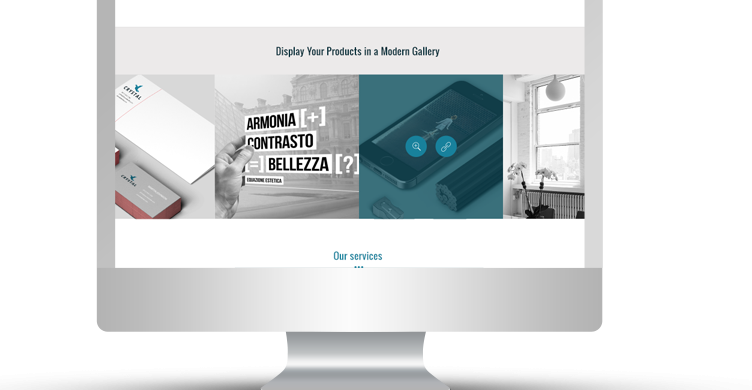 Display Your Products in a Modern Gallery
CRYSTAL
CRYSTAL
ARMONIA [+]
CONTRASTO
[=] BELLEZZA [?]
EQUAZIONE ESTETICA
Our services